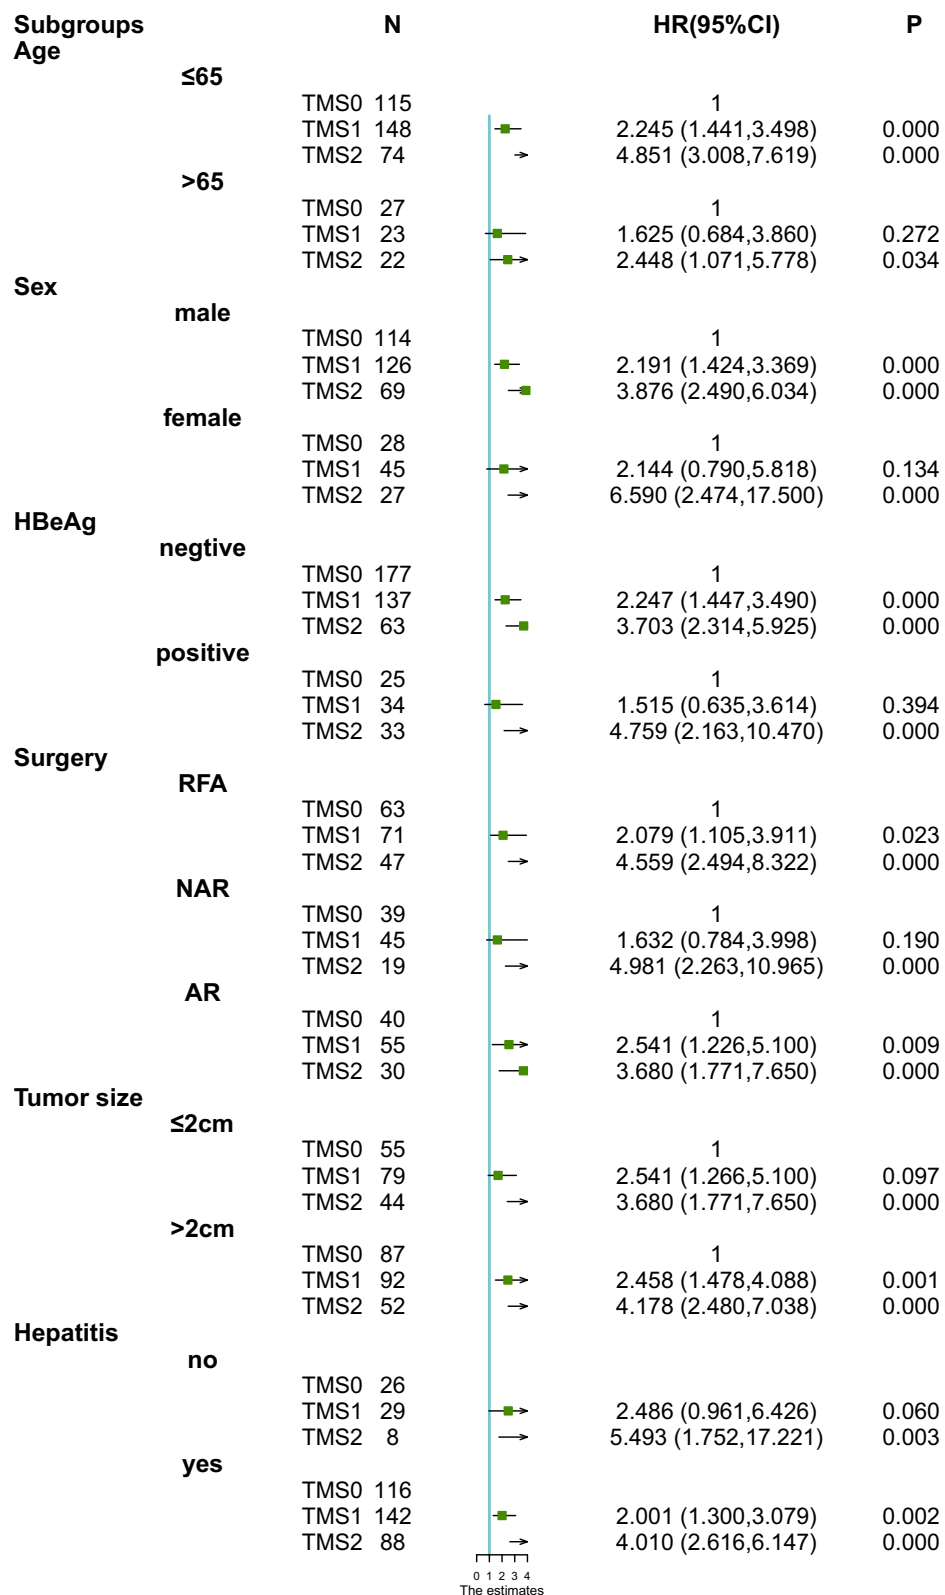 Subgroups N HR(95%CI) P
Age
≤65
TMS0 115 1
TMS1 148 2.245 (1.441,3.498) 0.000
TMS2 74 4.851 (3.008,7.619) 0.000
>65
TMS0 27 1
TMS1 23 1.625 (0.684,3.860) 0.272
TMS2 22 2.448 (1.071,5.778) 0.034
Sex
male
TMS0 114 1
TMS1 126 2.191 (1.424,3.369) 0.000
TMS2 69 3.876 (2.490,6.034) 0.000
female
TMS0 28 1
TMS1 45 2.144 (0.790,5.818) 0.134
TMS2 27 6.590 (2.474,17.500) 0.000
HBeAg
negtive
TMS0 177 1
TMS1 137 2.247 (1.447,3.490) 0.000
TMS2 63 3.703 (2.314,5.925) 0.000
positive
TMS0 25 1
TMS1 34 1.515 (0.635,3.614) 0.394
TMS2 33 4.759 (2.163,10.470) 0.000
Surgery
RFA
TMS0 63 1
TMS1 71 2.079 (1.105,3.911) 0.023
TMS2 47 4.559 (2.494,8.322) 0.000
NAR
TMS0 39 1
TMS1 45 1.632 (0.784,3.998) 0.190
TMS2 19 4.981 (2.263,10.965) 0.000
AR
TMS0 40 1
TMS1 55 2.541 (1.226,5.100) 0.009
TMS2 30 3.680 (1.771,7.650) 0.000
Tumor size
≤2cm
TMS0 55 1
TMS1 79 2.541 (1.266,5.100) 0.097
TMS2 44 3.680 (1.771,7.650) 0.000
>2cm
TMS0 87 1
TMS1 92 2.458 (1.478,4.088) 0.001
TMS2 52 4.178 (2.480,7.038) 0.000
Hepatitis
no
TMS0 26
TMS1 29 2.486 (0.961,6.426) 0.060
TMS2 8 5.493 (1.752,17.221) 0.003
yes
TMS0 116
TMS1 142 2.001 (1.300,3.079) 0.002
TMS2 88 4.010 (2.616,6.147) 0.000
0 1 2 3 4
The estimates